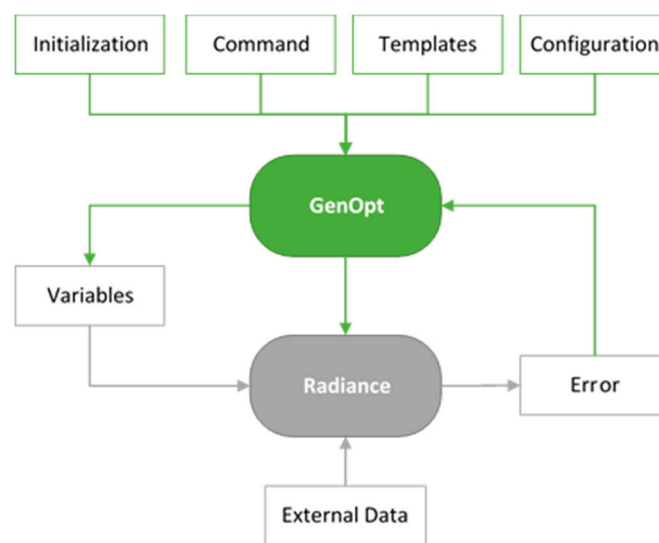 Initialization
Command
Templates
Configuration
GenOpt
Variables
Radiance
Error
External Data